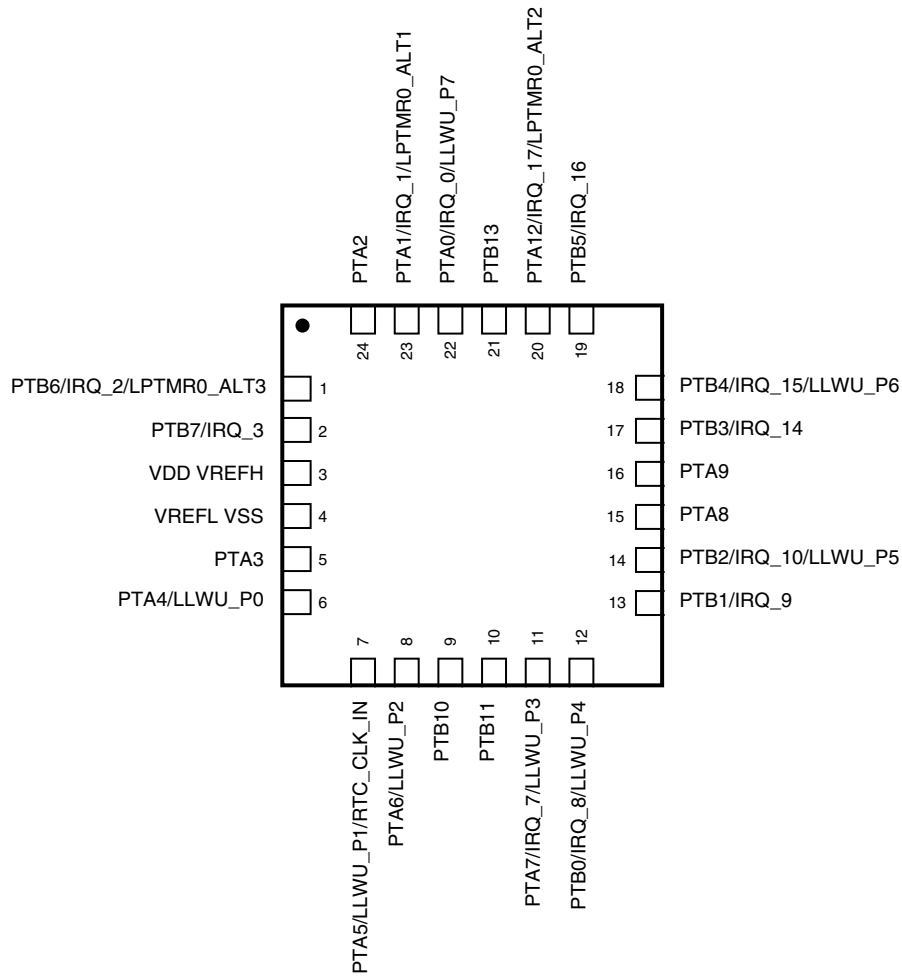 PTA2
PTA1/IRQ_1/LPTMR0_ALT1
PTA0/IRQ_0/LLWU_P7
PTB13
PTA12/IRQ_17/LPTMR0_ALT2
PTB5/IRQ_16
24
23
22
21
20
19
PTB6/IRQ_2/LPTMR0_ALT3 1
PTB7/IRQ_3 2
VDD VREFH 3
VREFL VSS 4
PTA3 5
PTA4/LLWU_P0 6
18 PTB4/IRQ_15/LLWU_P6
17 PTB3/IRQ_14
16 PTA9
15 PTA8
14 PTB2/IRQ_10/LLWU_P5
13 PTB1/IRQ_9
7
8
9
10
11
12
PTA5/LLWU_P1/RTC_CLK_IN
PTA6/LLWU_P2
PTB10
PTB11
PTA7/IRQ_7/LLWU_P3
PTB0/IRQ_8/LLWU_P4